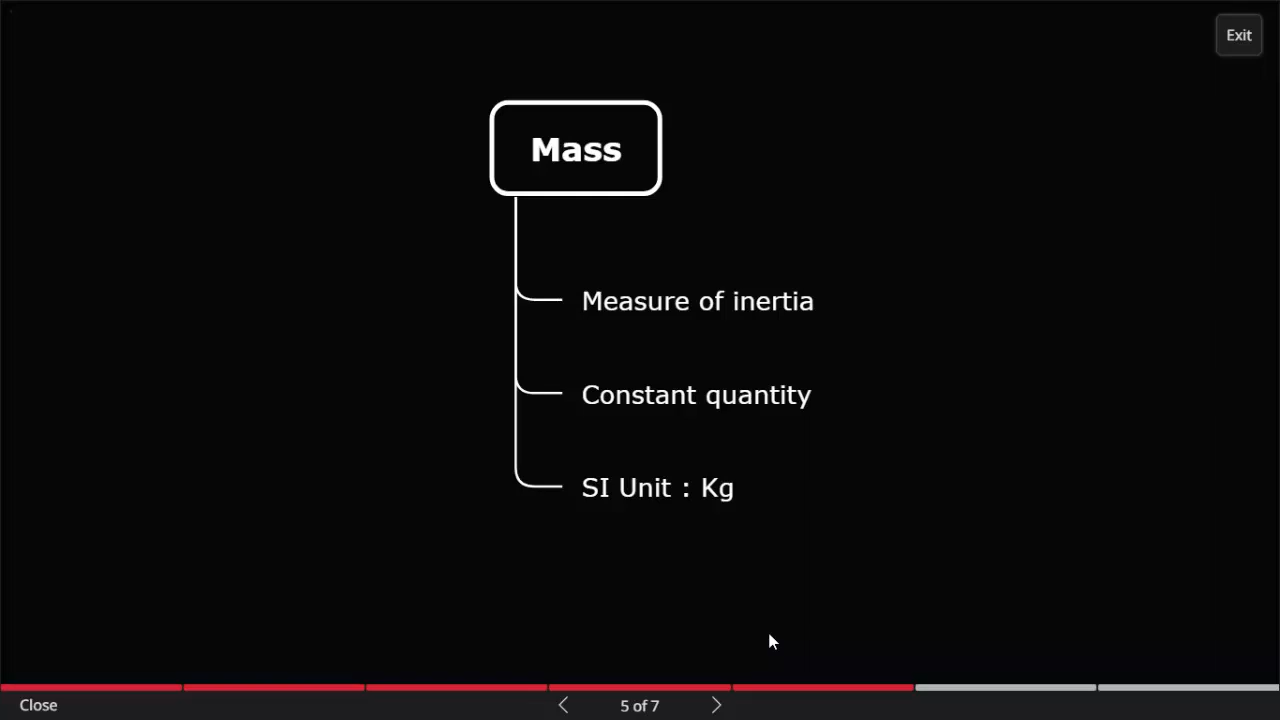 Exit
Mass
Measure of inertia
Constant quantity
SI Unit : Kg
Close
5 of 7